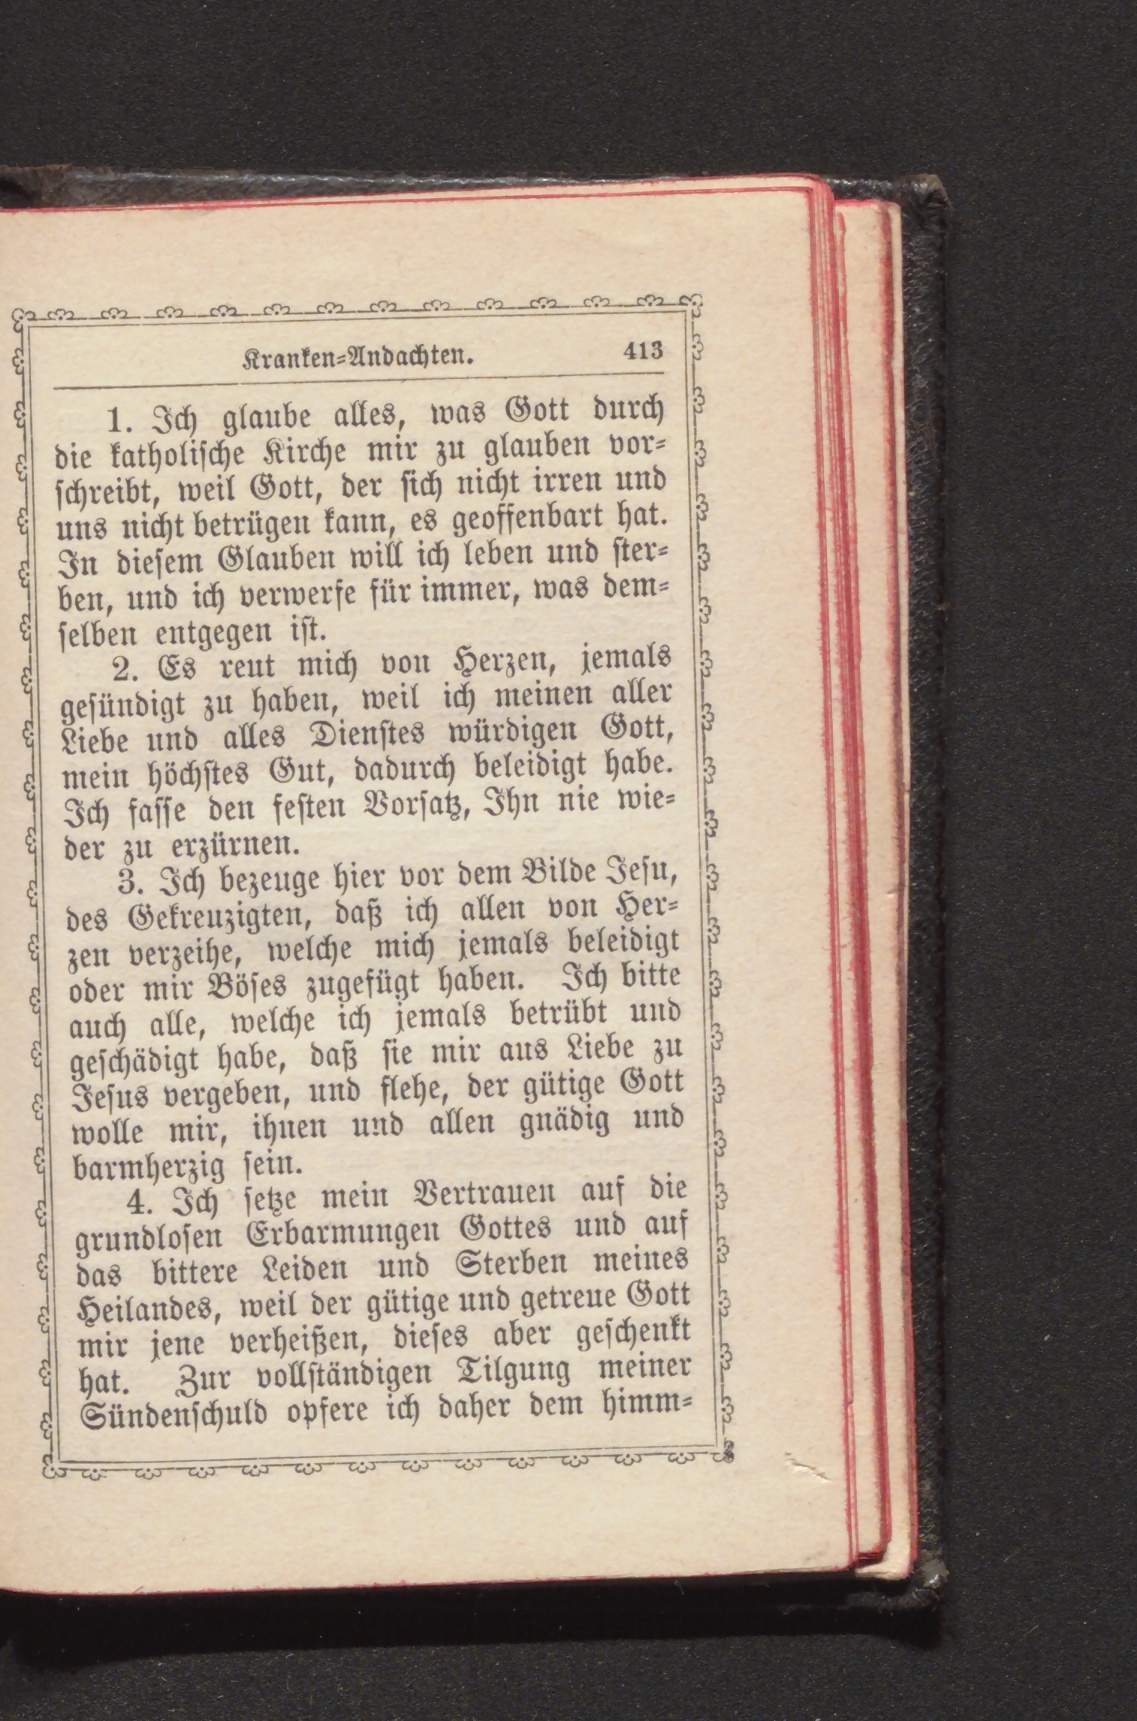 Kranken-Andachten. 413
1. Ich glaube alles, was Gott durch
die katholische Kirche mir zu glauben vor-
schreibt, weil Gott, der sich nicht irren und
uns nicht betrügen kann, es geoffenbart hat.
In diesem Glauben will ich leben und ster-
ben, und ich verwerfe für immer, was dem-
selben entgegen ist.
2. Es reut mich von Herzen, jemals
gesündigt zu haben, weil ich meinen aller
Liebe und alles Dienstes würdigen Gott,
mein höchstes Gut, dadurch beleidigt habe.
Ich fasse den festen Vorsatz, Ihn nie wie-
der zu erzürnen.
3. Ich bezeuge hier vor dem Bilde Jesu,
des Gekreuzigten, daß ich allen von Her-
zen verzeihe, welche mich jemals beleidigt
oder mir Böses zugefügt haben. Ich bitte
auch alle, welche ich jemals betrübt und
geschädigt habe, daß sie mir aus Liebe zu
Jesus vergeben, und flehe, der gütige Gott
wolle mir, ihnen und allen gnädig und
barmherzig sein.
4. Ich setze mein Vertrauen auf die
grundlosen Erbarmungen Gottes und auf
das bittere Leiden und Sterben meines
Heilandes, weil der gütige und getreue Gott
mir jene verheißen, dieses aber geschenkt
hat. Zur vollständigen Tilgung meiner
Sündenschuld opfere ich daher dem himm-